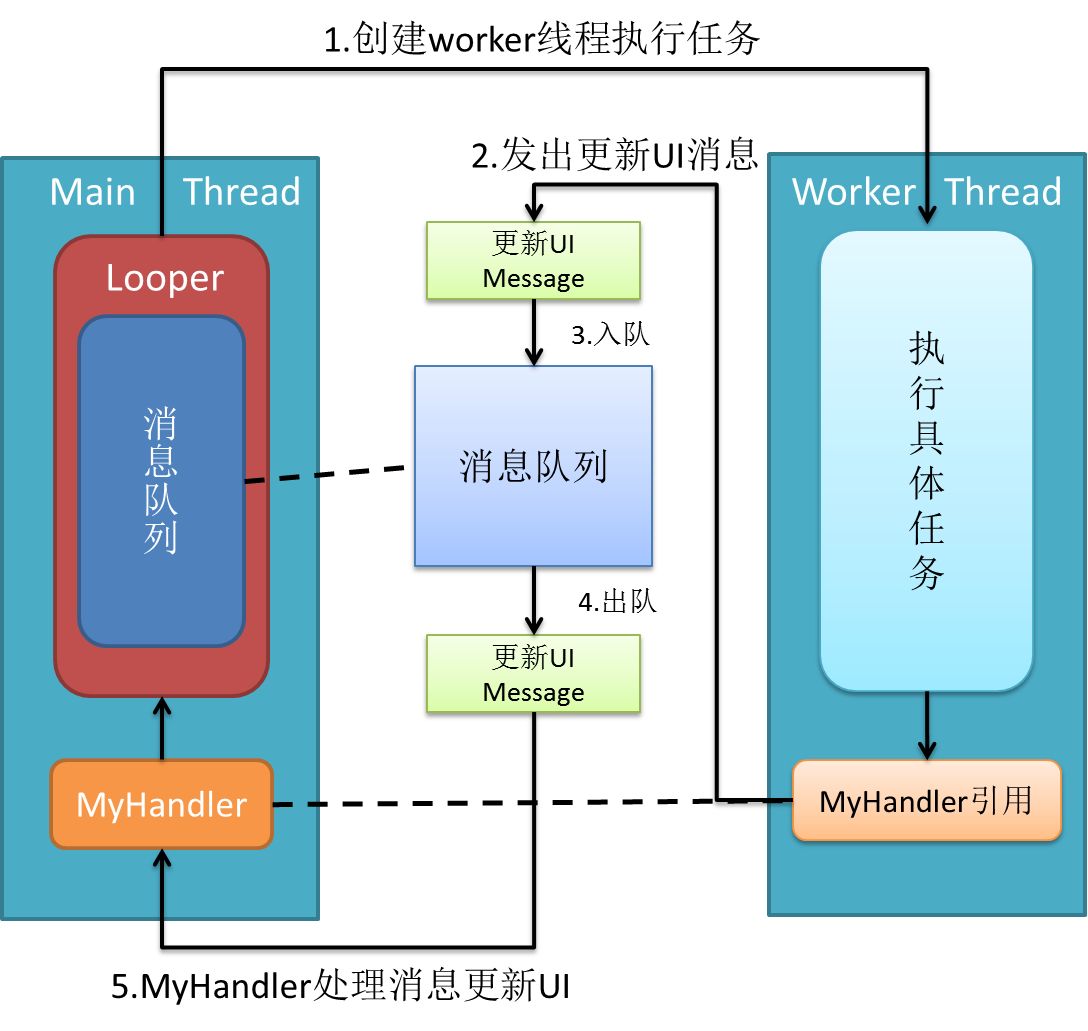 1.创建worker线程执行任务
2.发出更新UI消息
Main Thread
Worker Thread
Looper
消息队列
更新UI
Message
3.入队
消息队列
4.出队
更新UI
Message
执行具体任务
MyHandler
MyHandler引用
5.MyHandler处理消息更新UI